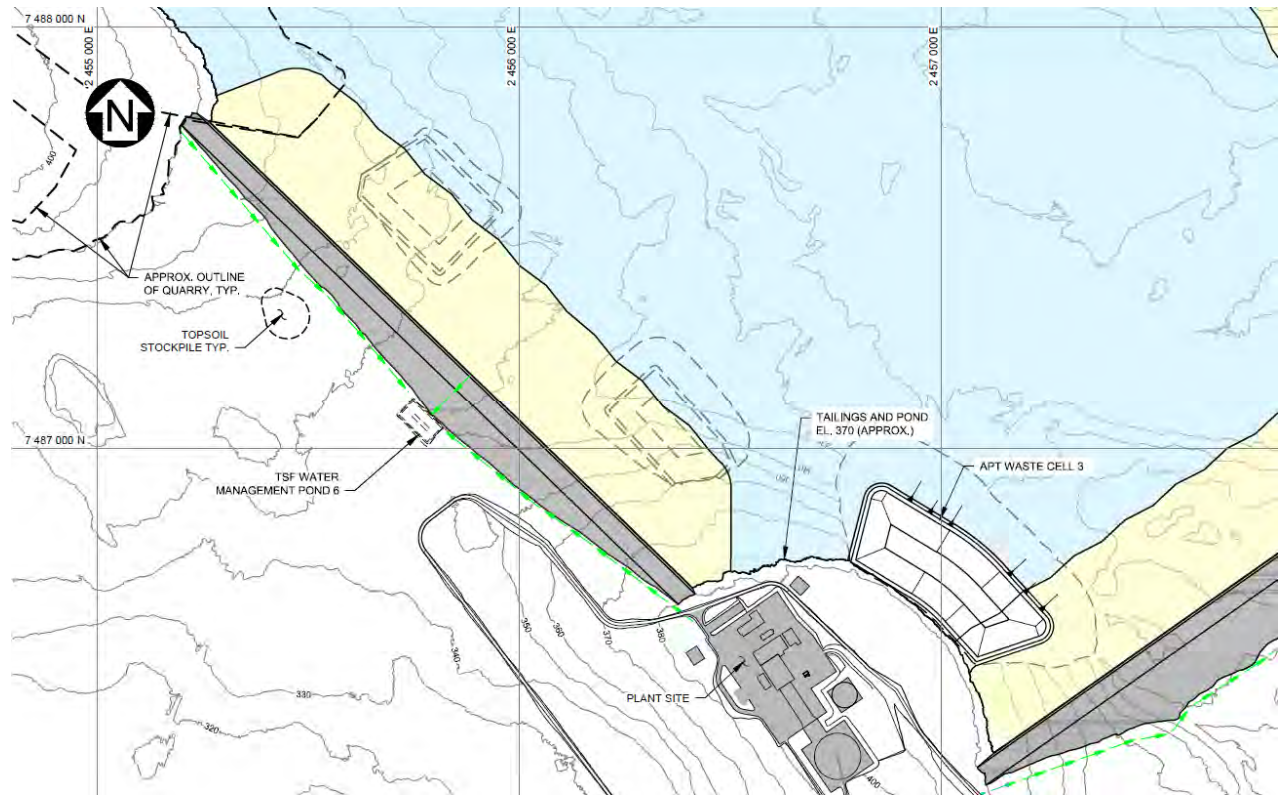 7 488 000 N
2 455 000 E
2 456 000 E
2 457 000 E
N
400
APPROX. OUTLINE
OF QUARRY, TYP.
TOPSOIL
STOCKPILE TYP.
TAILINGS AND POND
EL. 370 (APPROX.)
7 487 000 N
APT WASTE CELL 3
TSF WATER
MANAGEMENT POND 6
350
360
370
380
340
330
320
PLANT SITE
400